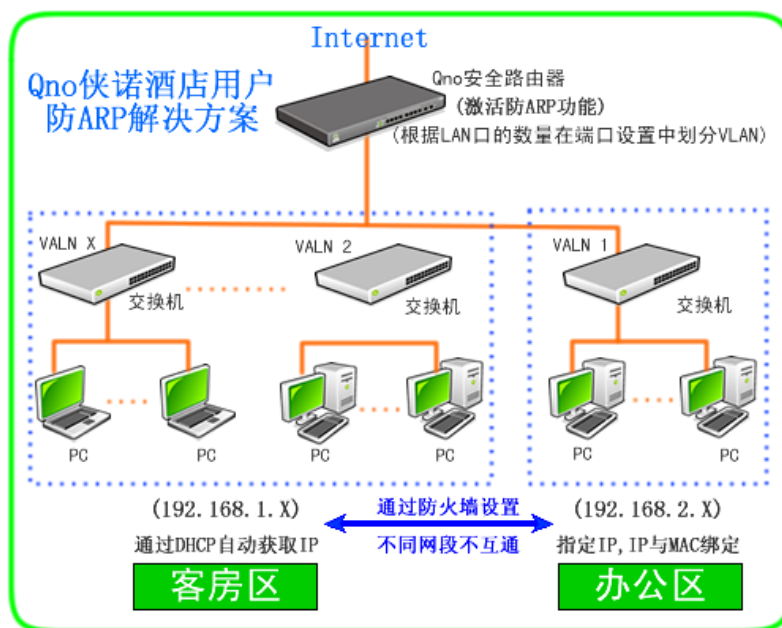 Internet
Qno侠诺酒店用户
防ARP解决方案
Qno安全路由器
(激活防ARP功能)
(根据LAN口的数量在端口设置中划分VLAN)
VALN X
VALN 2
VALN 1
交换机
交换机
交换机
PC
PC
PC
PC
PC
PC
(192.168.1.X)
通过防火墙设置
(192.168.2.X)
通过DHCP自动获取IP
不同网段不互通
指定IP,IP与MAC绑定
客房区
办公区